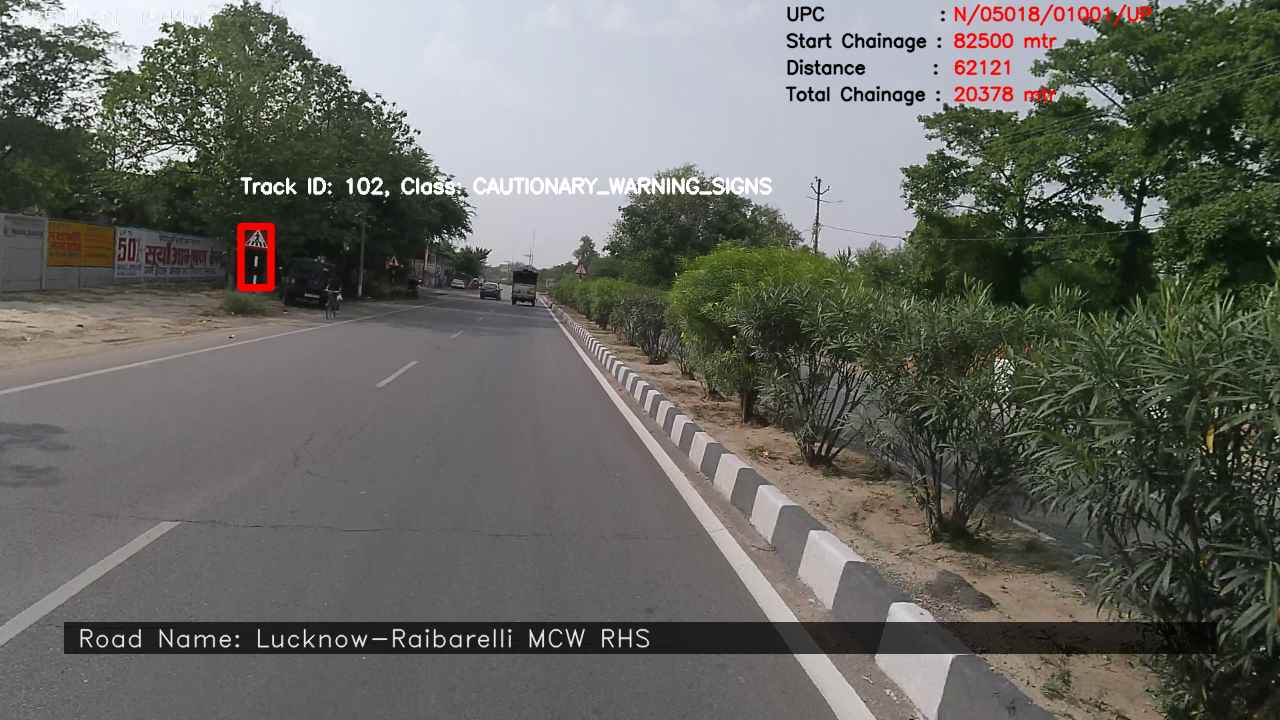 UPC : N/05018/01001/UP
Start Chainage : 82500 mtr
Distance : 62121
Total Chainage : 20378 mtr
Track ID: 102, Class: CAUTIONARY_WARNING_SIGNS
50
Road Name: Lucknow-Raibarelli MCW RHS